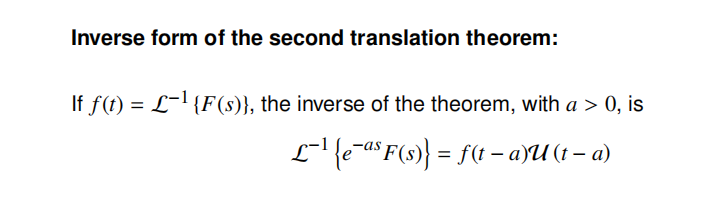 Inverse form of the second translation theorem:
If f(t) = ℒ⁻¹ {F(s)}, the inverse of the theorem, with a > 0, is
ℒ⁻¹ {e⁻ᵃˢ F(s)} = f(t − a)𝒰 (t − a)